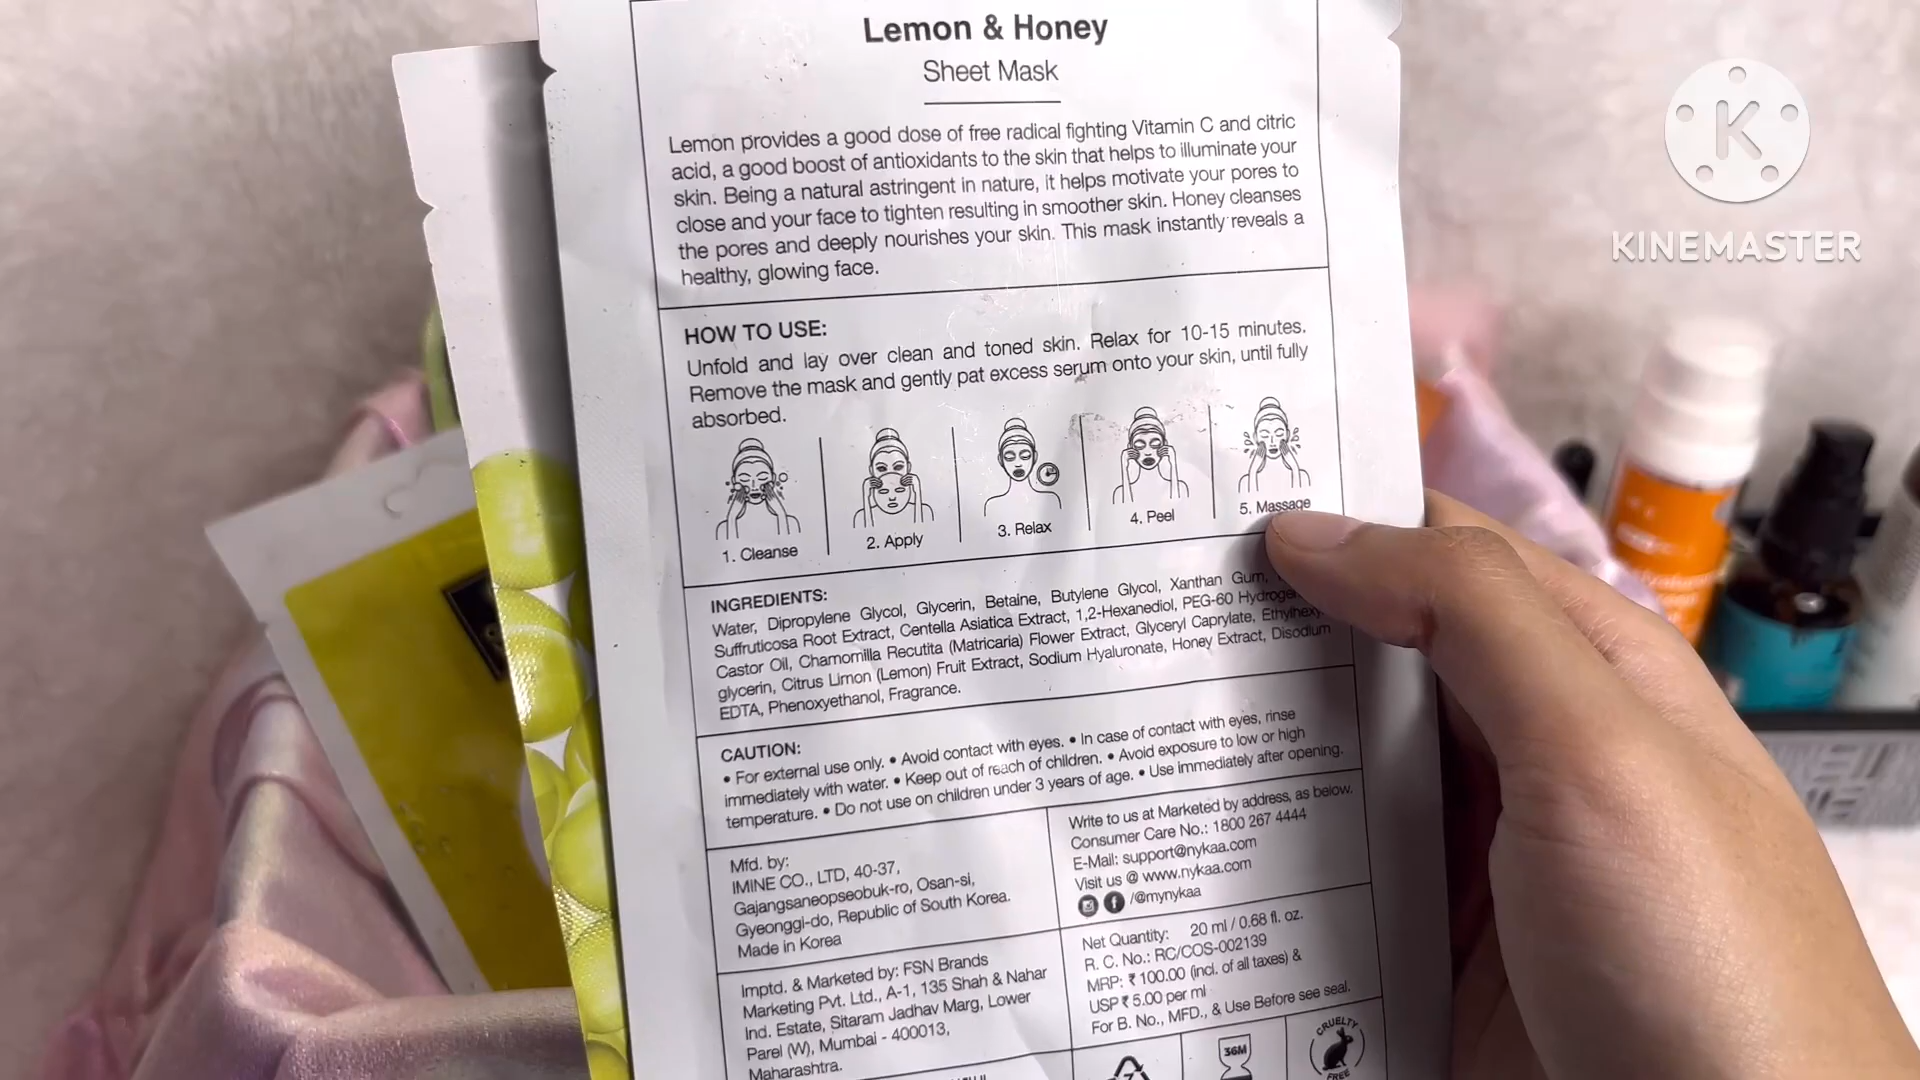 Lemon & Honey
Sheet Mask
Lemon provides a good dose of free radical fighting Vitamin C and citric
acid, a good boost of antioxidants to the skin that helps to illuminate your
skin. Being a natural astringent in nature, it helps motivate your pores to
close and your face to tighten resulting in smoother skin. Honey cleanses
the pores and deeply nourishes your skin. This mask instantly reveals a
healthy, glowing face.
HOW TO USE:
Unfold and lay over clean and toned skin. Relax for 10-15 minutes.
Remove the mask and gently pat excess serum onto your skin, until fully
absorbed.
1. Cleanse
2. Apply
3. Relax
4. Peel
5. Massage
INGREDIENTS:
Water, Dipropylene Glycol, Glycerin, Betaine, Butylene Glycol, Xanthan Gum,
Suffruticosa Root Extract, Centella Asiatica Extract, 1,2-Hexanediol, PEG-60
Castor Oil, Chamomilla Recutita (Matricaria) Flower Extract, Glyceryl Caprylate,
glycerin, Citrus Limon (Lemon) Fruit Extract, Sodium Hyaluronate, Honey Extract, Disodium
EDTA, Phenoxyethanol, Fragrance.
CAUTION:
• For external use only. • Avoid contact with eyes. • In case of contact with eyes, rinse
immediately with water. • Keep out of reach of children. • Avoid exposure to low or high
temperature. • Do not use on children under 3 years of age. • Use immediately after opening.
Mfd. by:
IMINE CO., LTD, 40-37,
Gajangsaneopseobuk-ro, Osan-si,
Gyeonggi-do, Republic of South Korea.
Made in Korea
Write to us at Marketed by address, as below.
Consumer Care No.: 1800 267 4444
E-Mail: support@nykaa.com
Visit us @ www.nykaa.com
/@mynykaa
Imptd. & Marketed by: FSN Brands
Marketing Pvt. Ltd., A-1, 135 Shah & Nahar
Ind. Estate, Sitaram Jadhav Marg, Lower
Parel (W), Mumbai - 400013,
Maharashtra.
Net Quantity: 20 ml / 0.68 fl. oz.
R. C. No.: RC/COS-002139
MRP: ₹ 100.00 (incl. of all taxes) &
USP ₹ 5.00 per ml
For B. No., MFD., & Use Before see seal.
7
36M
CRUELTY
FREE
K
KINEMASTER